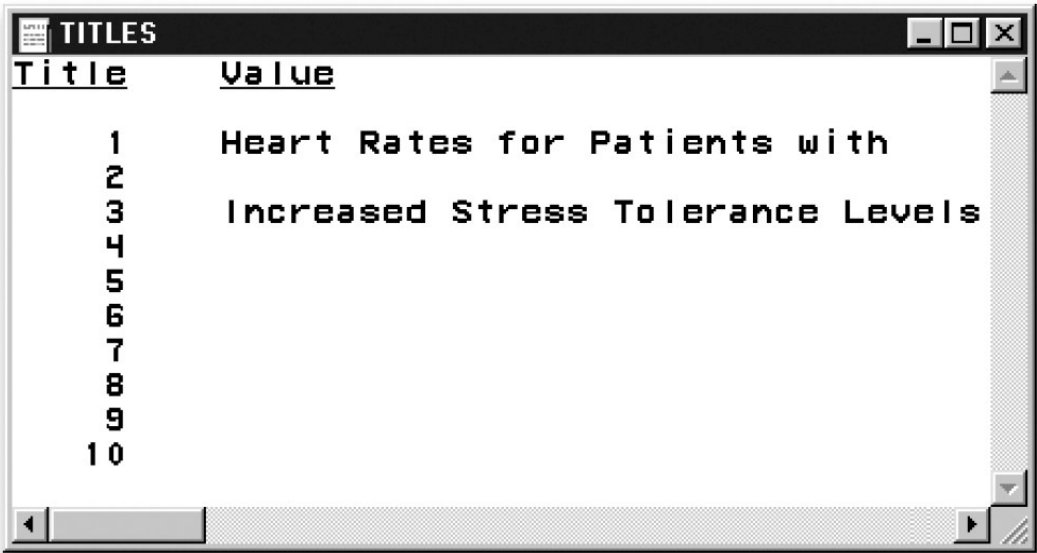 TITLES
Title Value
1 Heart Rates for Patients with
2
3 Increased Stress Tolerance Levels
4
5
6
7
8
9
10